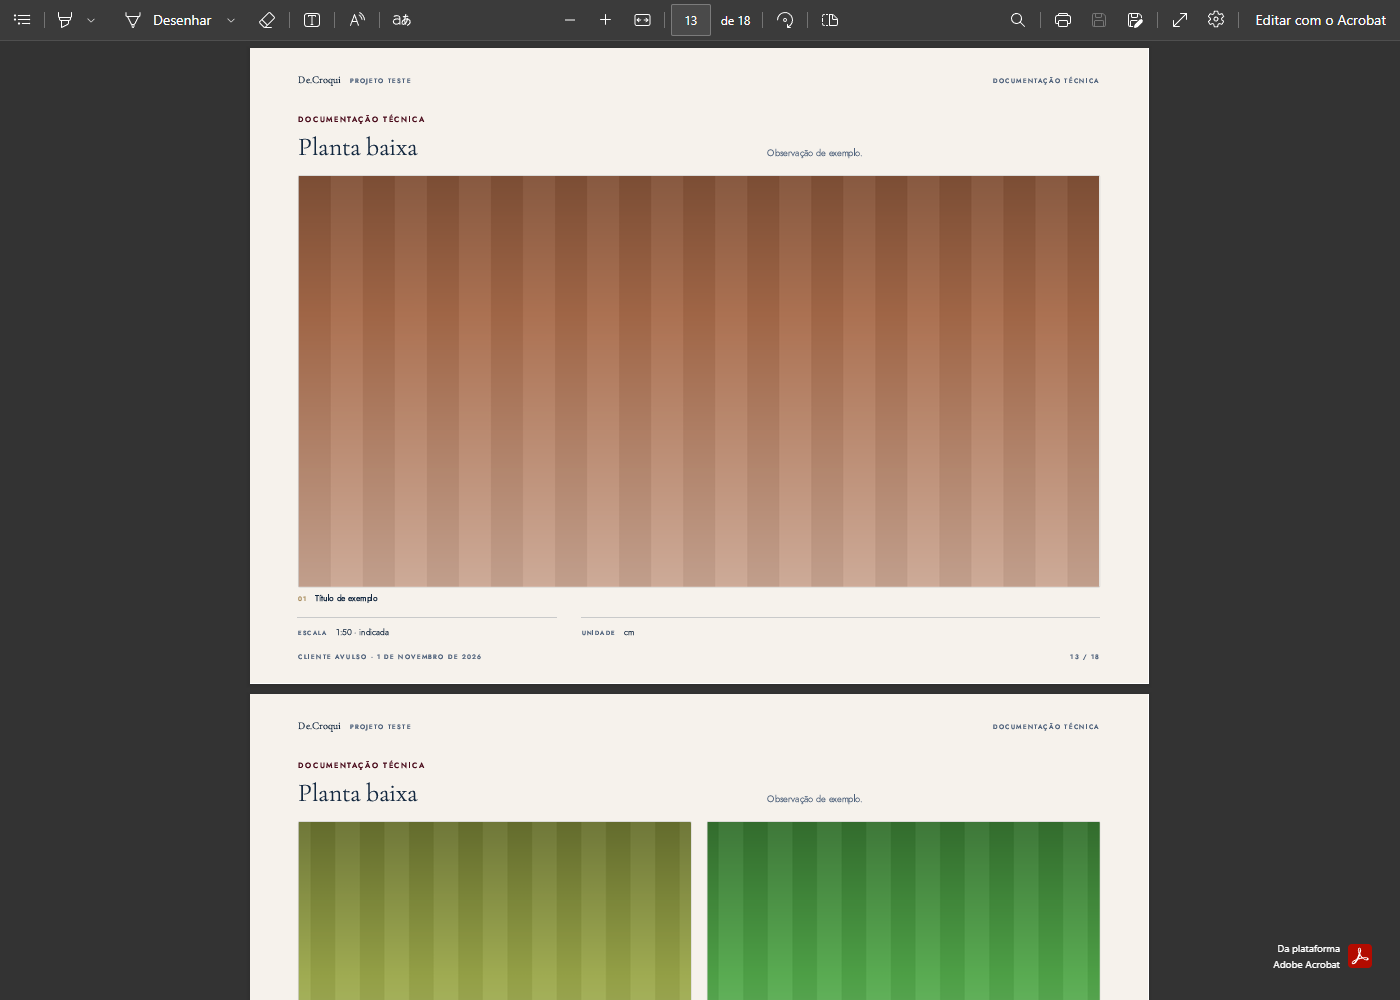 Desenhar
13 de 18
Editar com o Acrobat
De.Croqui PROJETO TESTE
DOCUMENTAÇÃO TÉCNICA
DOCUMENTAÇÃO TÉCNICA
Planta baixa
Observação de exemplo.
01 Título de exemplo
ESCALA 1:50 · indicada
UNIDADE cm
CLIENTE AVULSO · 1 DE NOVEMBRO DE 2026
13 / 18
De.Croqui PROJETO TESTE
DOCUMENTAÇÃO TÉCNICA
DOCUMENTAÇÃO TÉCNICA
Planta baixa
Observação de exemplo.
Da plataforma
Adobe Acrobat